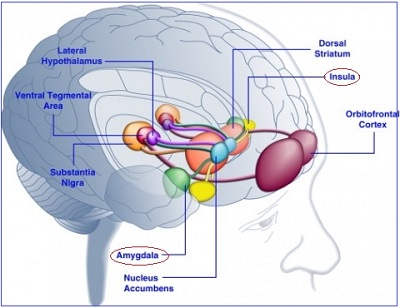 Lateral
Hypothalamus
Ventral Tegmental
Area
Substantia
Nigra
Amygdala
Nucleus
Accumbens
Dorsal
Striatum
Insula
Orbitofrontal
Cortex